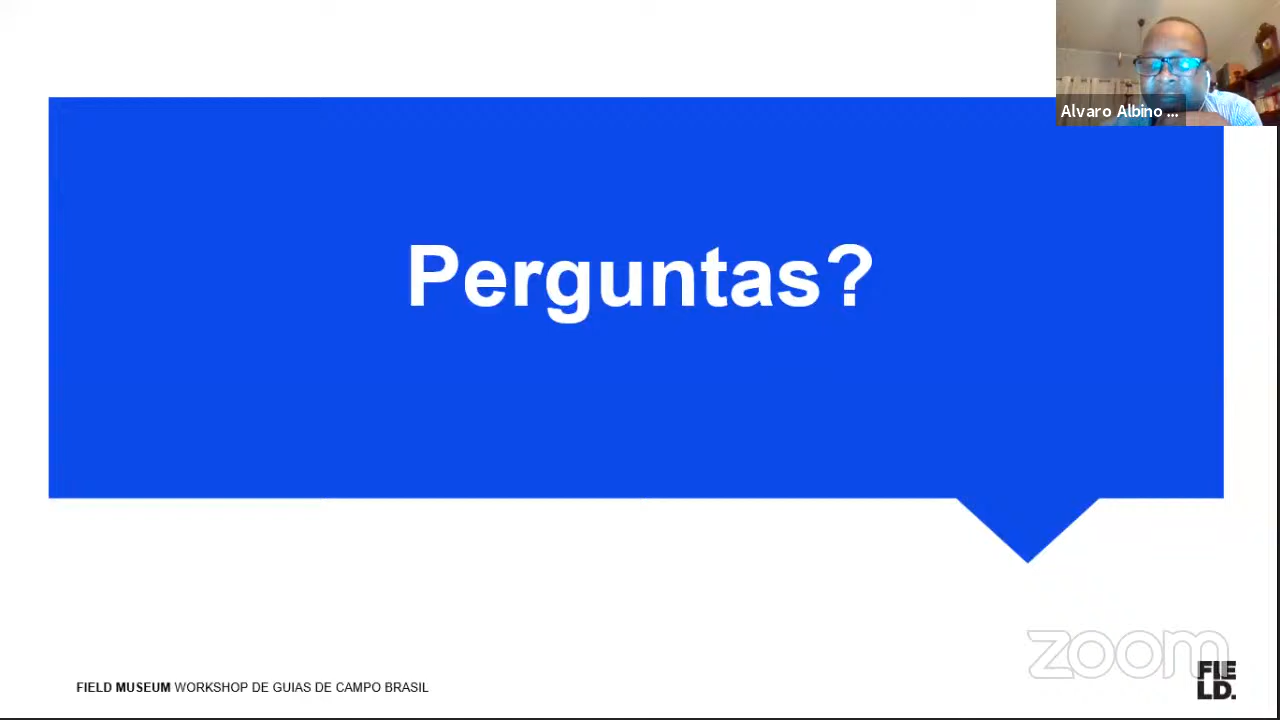 Alvaro Albino ...
Perguntas?
zoom
FIELD MUSEUM WORKSHOP DE GUIAS DE CAMPO BRASIL
FIE
LD.